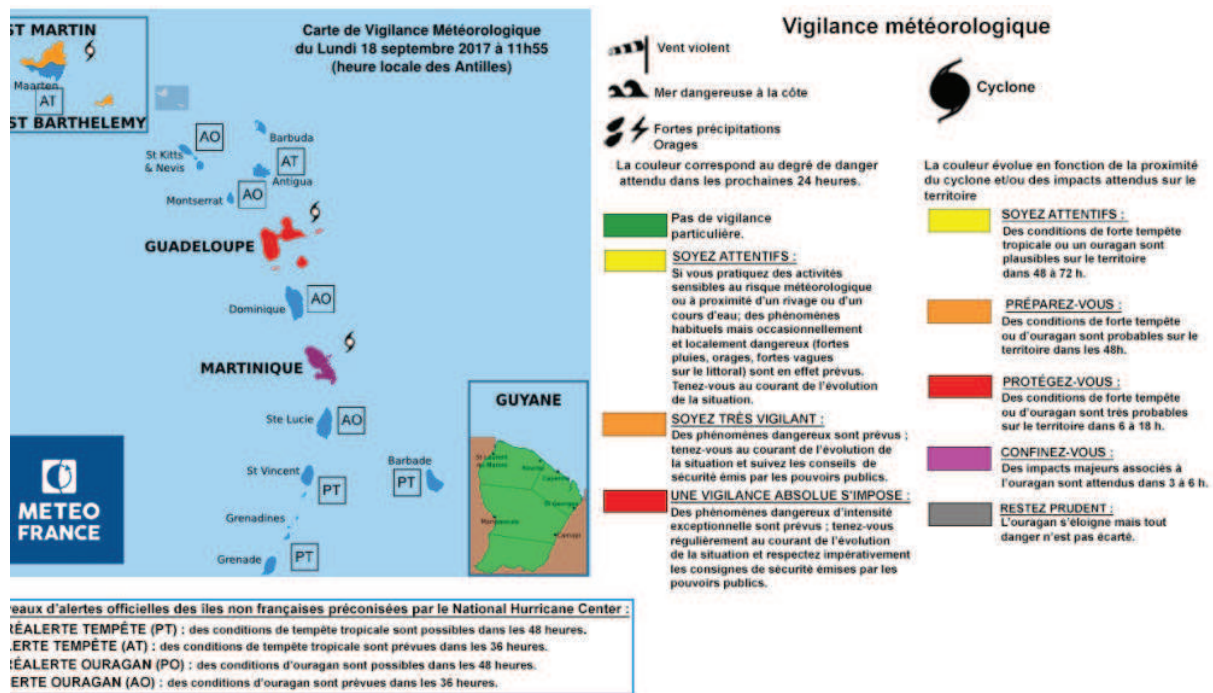 ST MARTIN
Maarten
AT
ST BARTHELEMY
Carte de Vigilance Météorologique
du Lundi 18 septembre 2017 à 11h55
(heure locale des Antilles)
AO
Barbuda
St Kitts
& Nevis
AT
Antigua
Montserrat
AO
GUADELOUPE
Dominique
AO
MARTINIQUE
Ste Lucie
AO
St Vincent
PT
Barbade
PT
Grenadines
Grenade
PT
METEO
FRANCE
GUYANE
St Laurent
du Maroni
Kourou
Cayenne
St Georges
Maripasoula
Camopi
Vigilance météorologique
Vent violent
Mer dangereuse à la côte
Fortes précipitations
Orages
La couleur correspond au degré de danger
attendu dans les prochaines 24 heures.
Pas de vigilance
particulière.
SOYEZ ATTENTIFS :
Si vous pratiquez des activités
sensibles au risque météorologique
ou à proximité d'un rivage ou d'un
cours d'eau; des phénomènes
habituels mais occasionnellement
et localement dangereux (fortes
pluies, orages, fortes vagues
sur le littoral) sont en effet prévus.
Tenez-vous au courant de l'évolution
de la situation.
SOYEZ TRÈS VIGILANT :
Des phénomènes dangereux sont prévus ;
tenez-vous au courant de l'évolution de
la situation et suivez les conseils de
sécurité émis par les pouvoirs publics.
UNE VIGILANCE ABSOLUE S'IMPOSE :
Des phénomènes dangereux d'intensité
exceptionnelle sont prévus ; tenez-vous
régulièrement au courant de l'évolution
de la situation et respectez impérativement
les consignes de sécurité émises par les
pouvoirs publics.
Cyclone
La couleur évolue en fonction de la proximité
du cyclone et/ou des impacts attendus sur le
territoire
SOYEZ ATTENTIFS :
Des conditions de forte tempête
tropicale ou un ouragan sont
plausibles sur le territoire
dans 48 à 72 h.
PRÉPAREZ-VOUS :
Des conditions de forte tempête
ou d'ouragan sont probables sur le
territoire dans les 48h.
PROTÉGEZ-VOUS :
Des conditions de forte tempête
ou d'ouragan sont très probables
sur le territoire dans 6 à 18 h.
CONFINEZ-VOUS :
Des impacts majeurs associés à
l'ouragan sont attendus dans 3 à 6 h.
RESTEZ PRUDENT :
L'ouragan s'éloigne mais tout
danger n'est pas écarté.
eaux d'alertes officielles des îles non françaises préconisées par le National Hurricane Center :
RÉALERTE TEMPÊTE (PT) : des conditions de tempête tropicale sont possibles dans les 48 heures.
LERTE TEMPÊTE (AT) : des conditions de tempête tropicale sont prévues dans les 36 heures.
RÉALERTE OURAGAN (PO) : des conditions d'ouragan sont possibles dans les 48 heures.
ERTE OURAGAN (AO) : des conditions d'ouragan sont prévues dans les 36 heures.